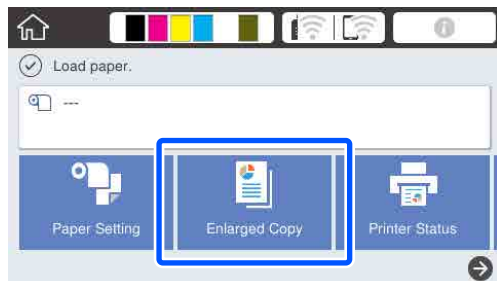 Load paper.
---
Paper Setting
Enlarged Copy
Printer Status